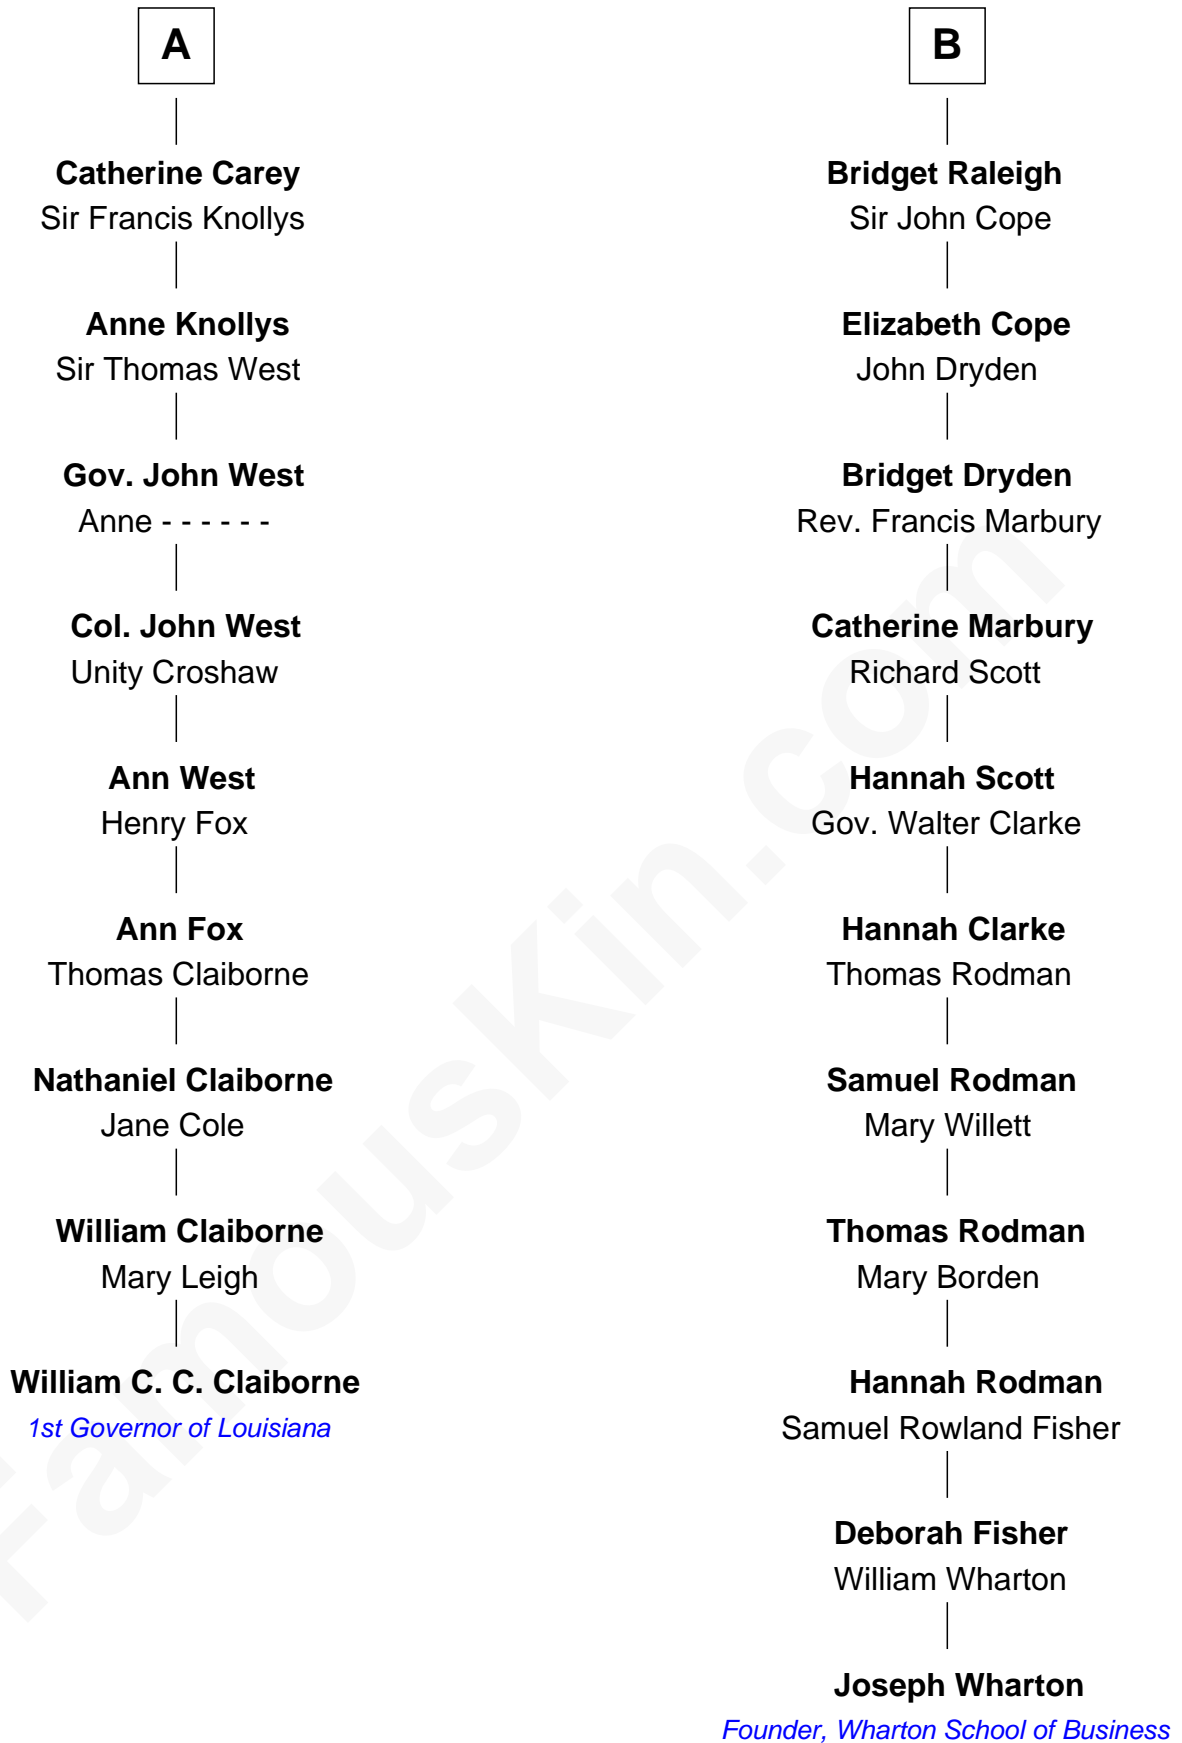 A
Catherine Carey
Sir Francis Knollys
Anne Knollys
Sir Thomas West
Gov. John West
Anne - - - - - -
Col. John West
Unity Croshaw
Ann West
Henry Fox
Ann Fox
Thomas Claiborne
Nathaniel Claiborne
Jane Cole
William Claiborne
Mary Leigh
William C. C. Claiborne
1st Governor of Louisiana
B
Bridget Raleigh
Sir John Cope
Elizabeth Cope
John Dryden
Bridget Dryden
Rev. Francis Marbury
Catherine Marbury
Richard Scott
Hannah Scott
Gov. Walter Clarke
Hannah Clarke
Thomas Rodman
Samuel Rodman
Mary Willett
Thomas Rodman
Mary Borden
Hannah Rodman
Samuel Rowland Fisher
Deborah Fisher
William Wharton
Joseph Wharton
Founder, Wharton School of Business
FamousKin.com